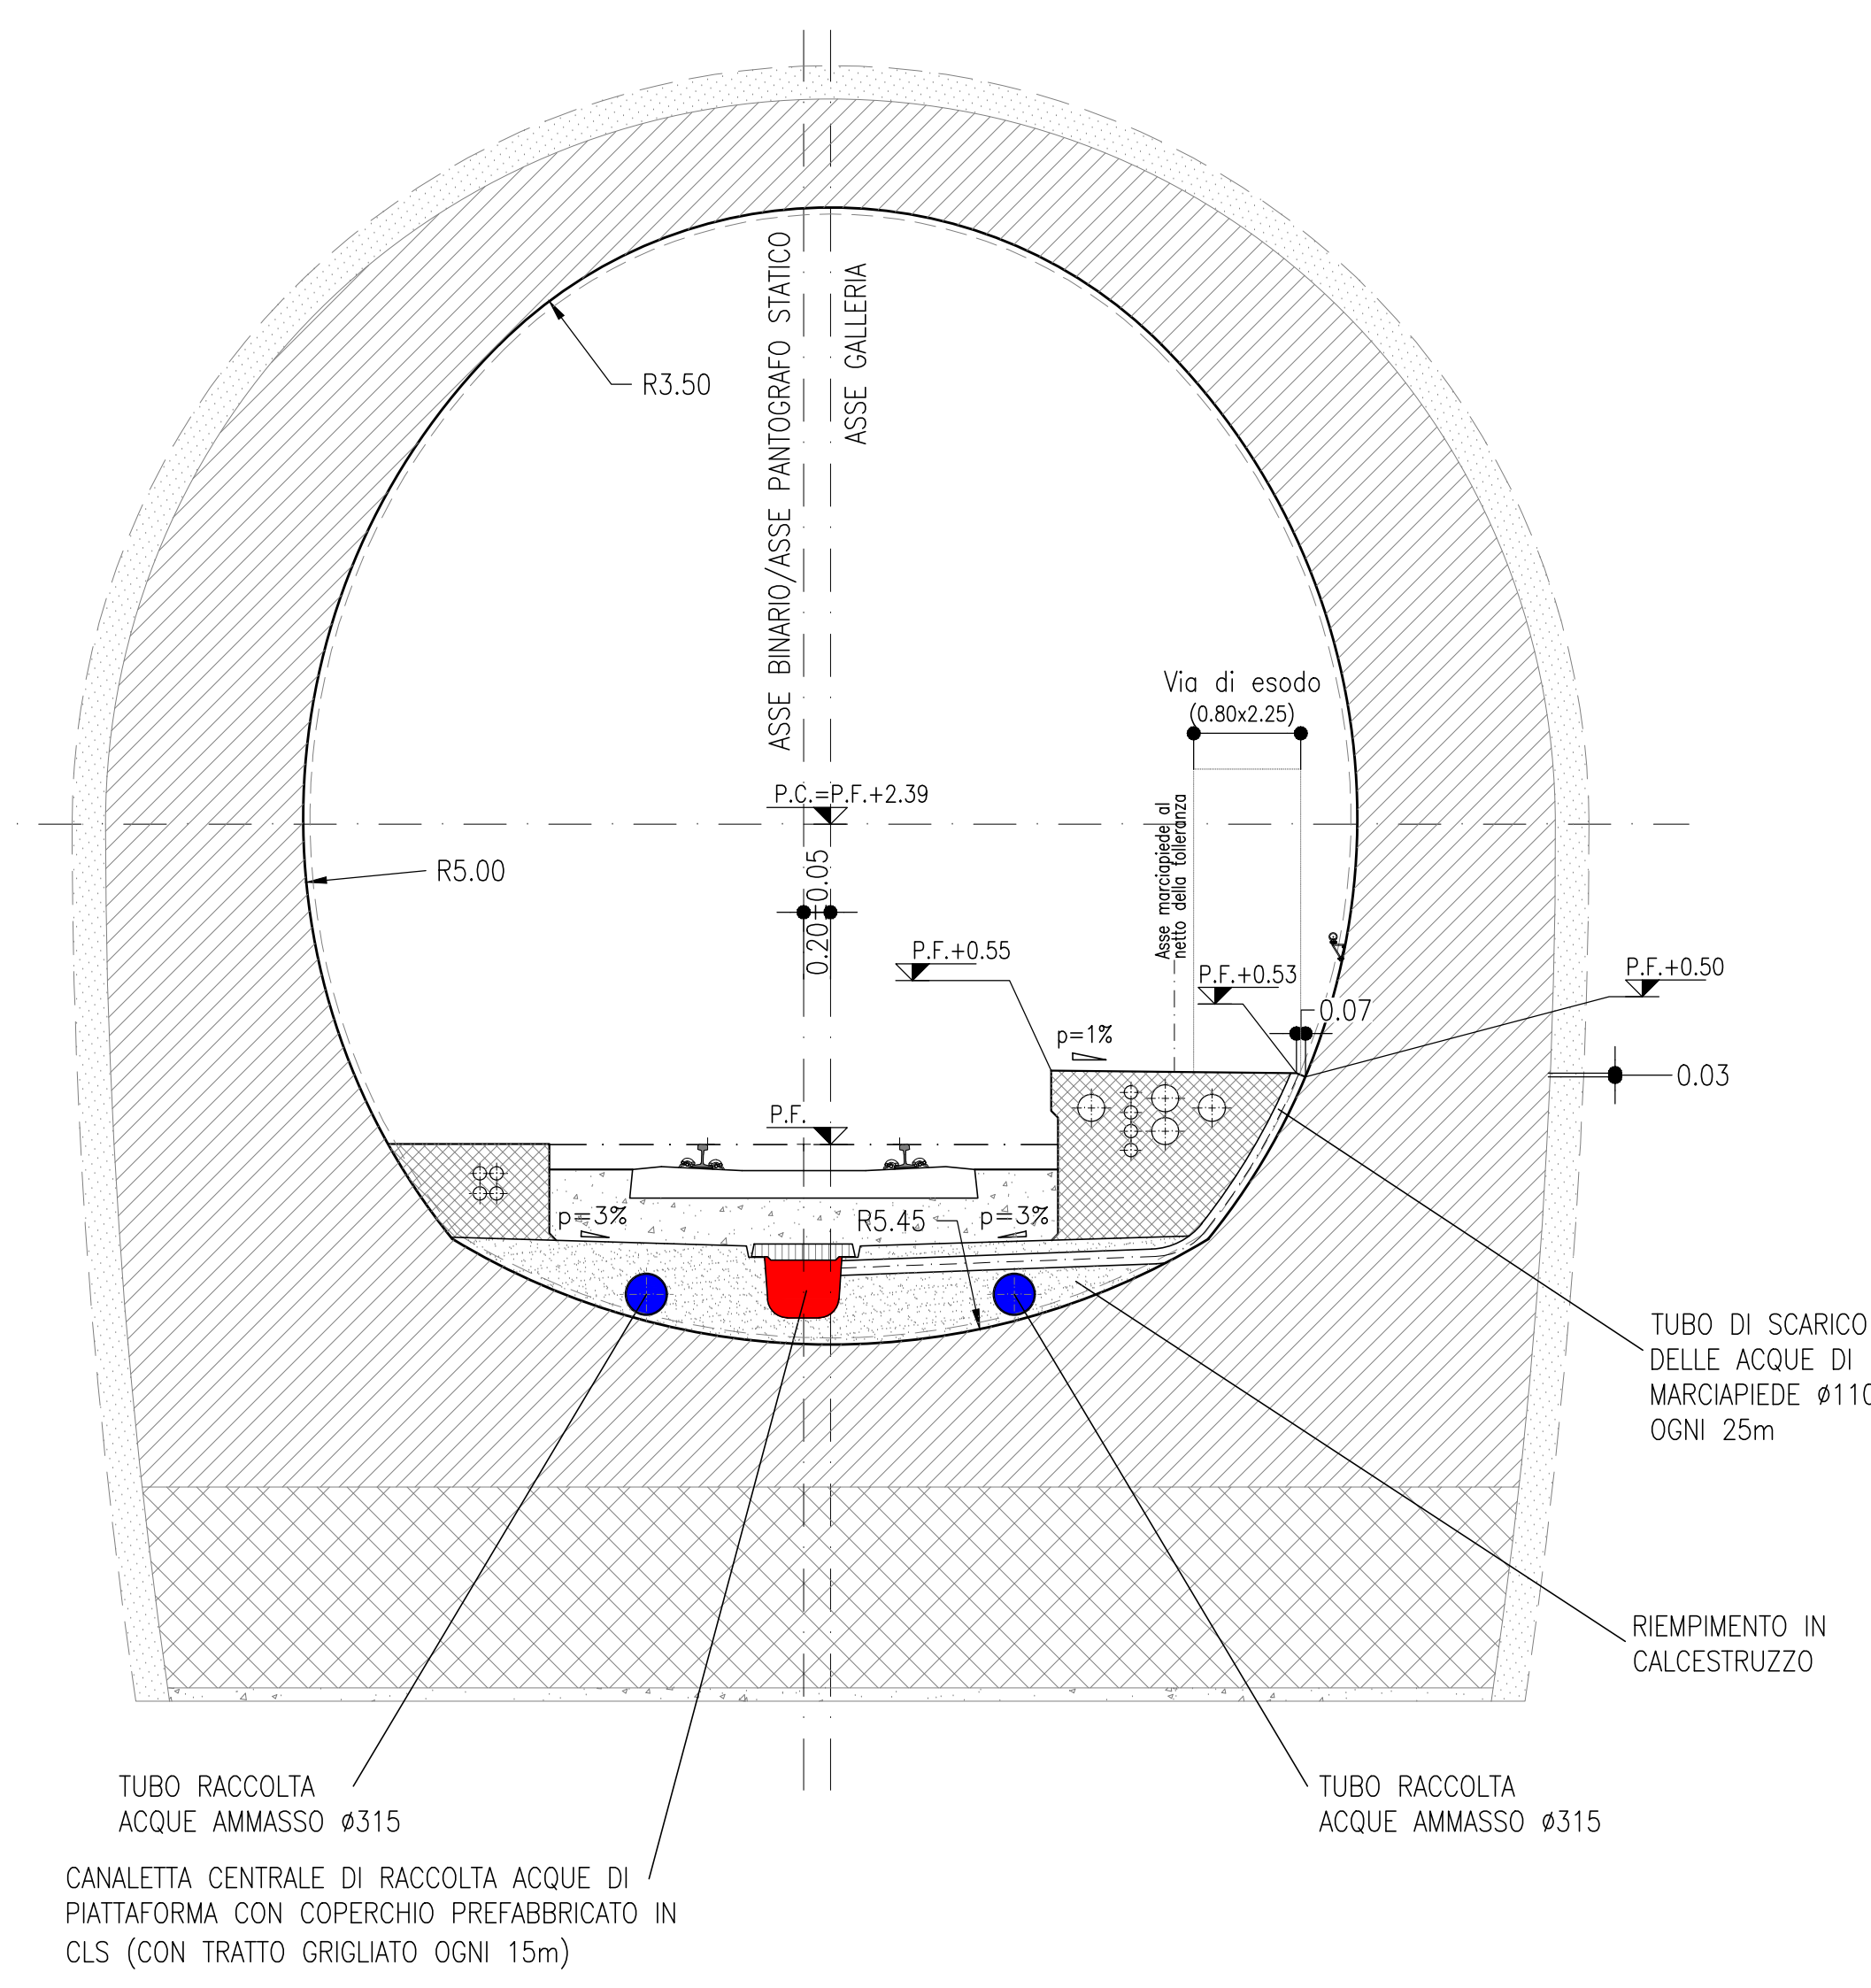 ASSE BINARIO/ASSE PANTOGRAFO STATICO
ASSE GALLERIA
R3.50
Via di esodo
(0.80x2.25)
P.C.=P.F.+2.39
R5.00
0.20+0.05
Asse marciapiede al
netto della tolleranza
P.F.+0.55
P.F.+0.53
P.F.+0.50
0.07
p=1%
0.03
P.F.
p=3%
R5.45
p=3%
TUBO DI SCARICO
DELLE ACQUE DI
MARCIAPIEDE ø110
OGNI 25m
RIEMPIMENTO IN
CALCESTRUZZO
TUBO RACCOLTA
ACQUE AMMASSO ø315
TUBO RACCOLTA
ACQUE AMMASSO ø315
CANALETTA CENTRALE DI RACCOLTA ACQUE DI
PIATTAFORMA CON COPERCHIO PREFABBRICATO IN
CLS (CON TRATTO GRIGLIATO OGNI 15m)